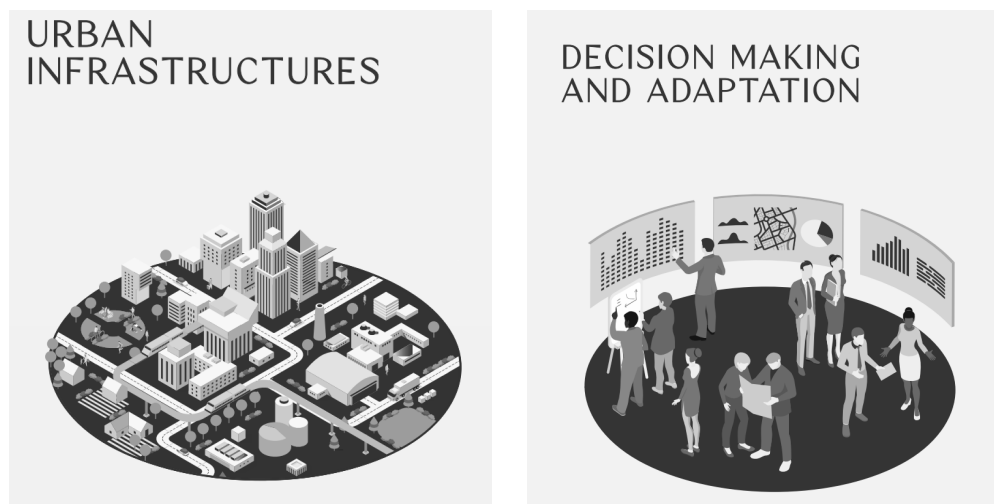 URBAN
INFRASTRUCTURES
DECISION MAKING
AND ADAPTATION